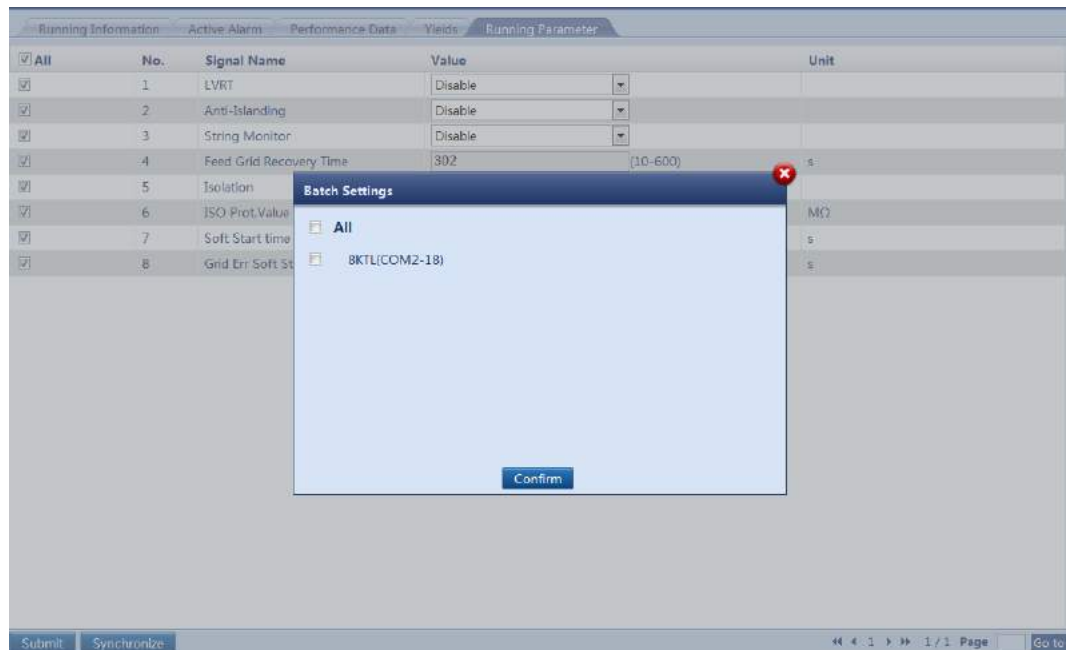 Running Information Active Alarm Performance Data Yields Running Parameter
All No. Signal Name Value Unit
1 LVRT Disable
2 Anti-Islanding Disable
3 String Monitor Disable
4 Feed Grid Recovery Time 302 (10-600) s
5 Isolation
Batch Settings
6 ISO Prot.Value MΩ
All
7 Soft Start time s
8 Grid Err Soft St s
8KTL(COM2-18)
Confirm
Submit Synchronize 1 1/1 Page Go to